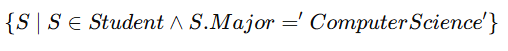 {S | S ∈ Student ∧ S.Major =′ ComputerScience′}